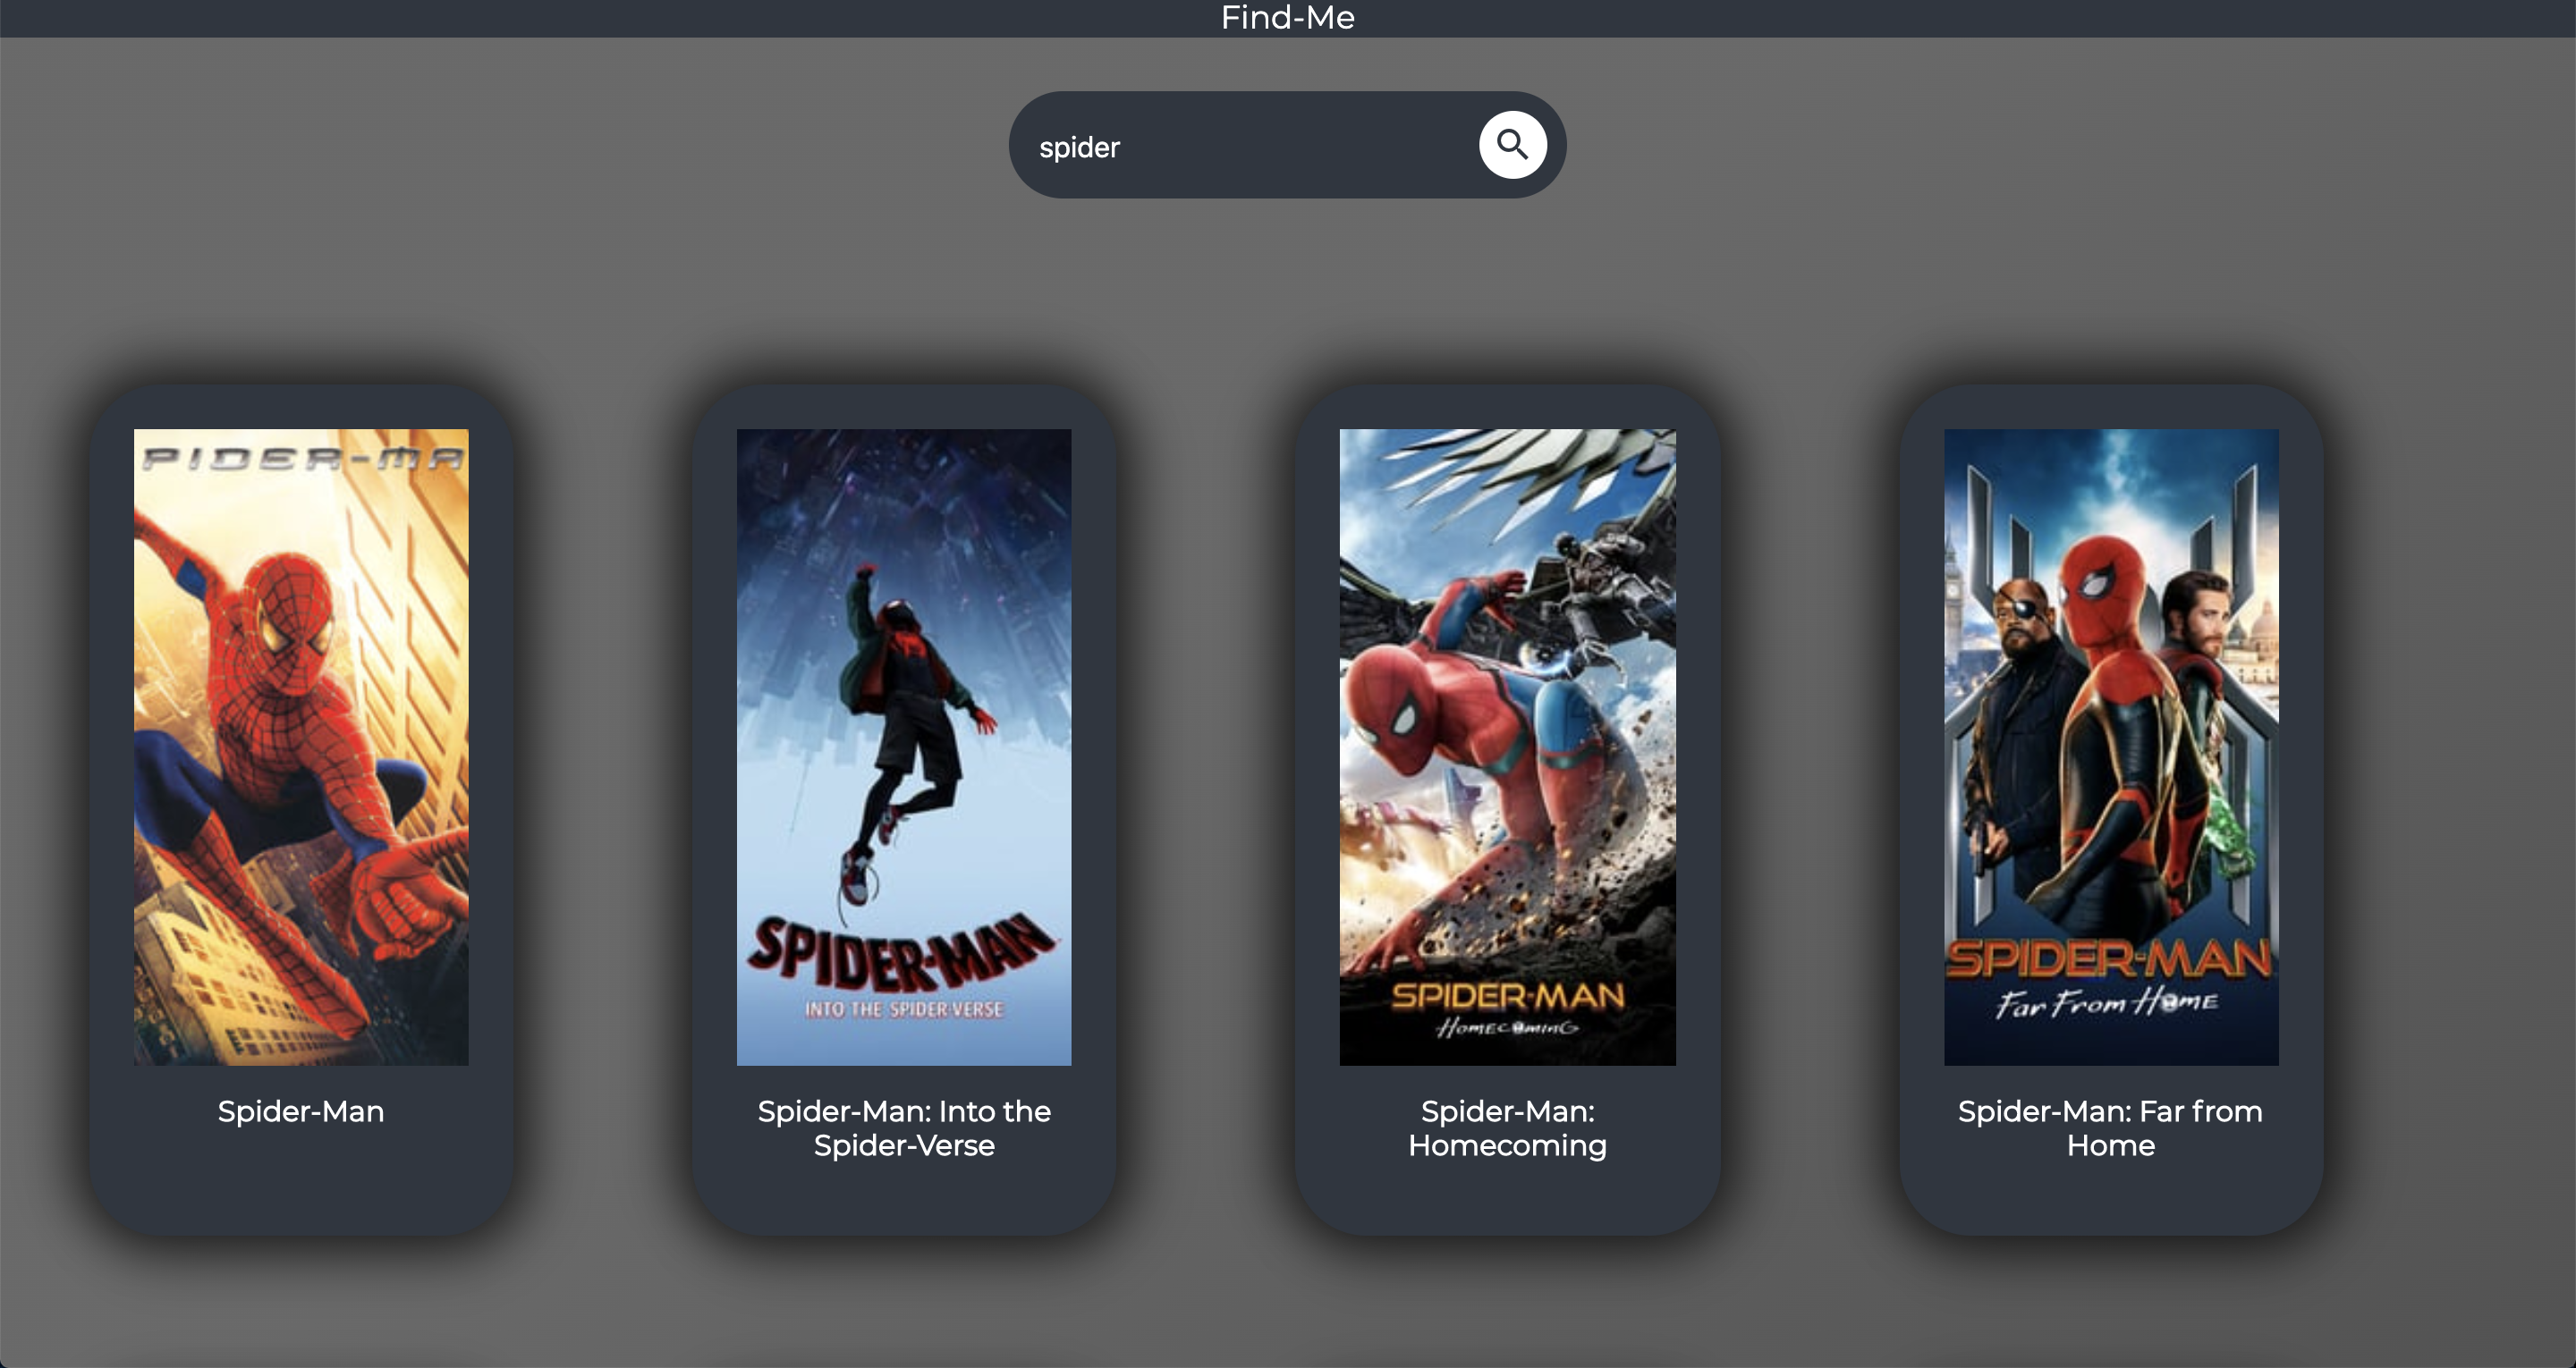 Find-Me
spider
PIDER-MA
SPIDER-MAN
INTO THE SPIDER-VERSE
SPIDER-MAN
HOMECOMING
SPIDER-MAN
Far From Home
Spider-Man
Spider-Man: Into the
Spider-Verse
Spider-Man:
Homecoming
Spider-Man: Far from
Home